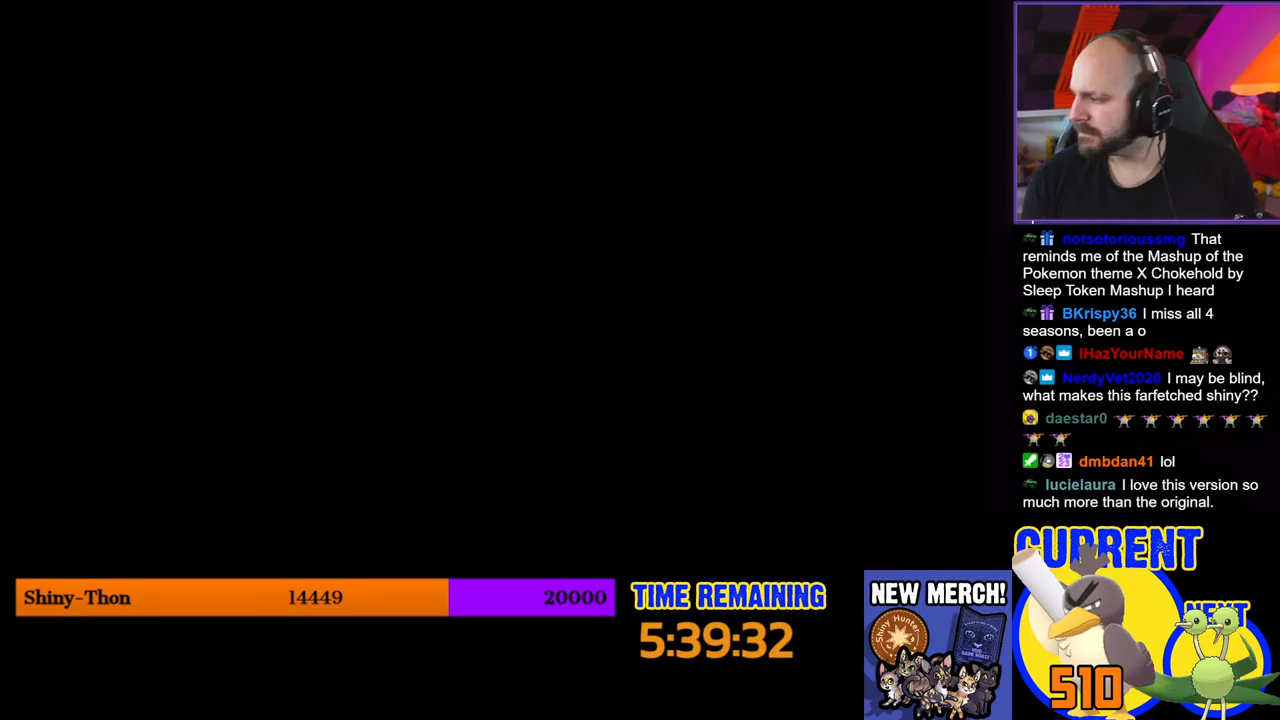 notsotorioussmg That
reminds me of the Mashup of the
Pokemon theme X Chokehold by
Sleep Token Mashup I heard
BKrispy36 I miss all 4
seasons, been a o
IHazYourName
NerdyVet2020 I may be blind,
what makes this farfetched shiny??
daestar0
dmbdan41 lol
lucielaura I love this version so
much more than the original.
CURRENT
NEXT
510
Shiny-Thon 14449 20000
TIME REMAINING
5:39:32
NEW MERCH!
Shiny Hunter